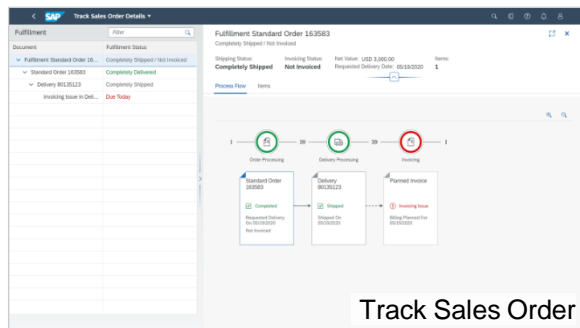 SAP Track Sales Order Details
Fulfillment
Filter
Document Fulfillment Status
Fulfillment Standard Order 16... Completely Shipped / Not Invoiced
Standard Order 163583 Completely Delivered
Delivery 80135123 Completely Shipped
Invoicing Issue in Deli... Due Today
Fulfillment Standard Order 163583
Completely Shipped / Not Invoiced
Shipping Status: Invoicing Status: Net Value: USD 3,000.00 Items:
Completely Shipped Not Invoiced Requested Delivery Date: 05/19/2020 1
Process Flow Items
Order Processing Delivery Processing Invoicing
Standard Order
163583
Completed
Requested Delivery
On 05/19/2020
Not Invoiced
Delivery
80135123
Shipped
Shipped On
05/19/2020
Planned Invoice
Invoicing Issue
Billing Planned For
05/19/2020
Track Sales Order